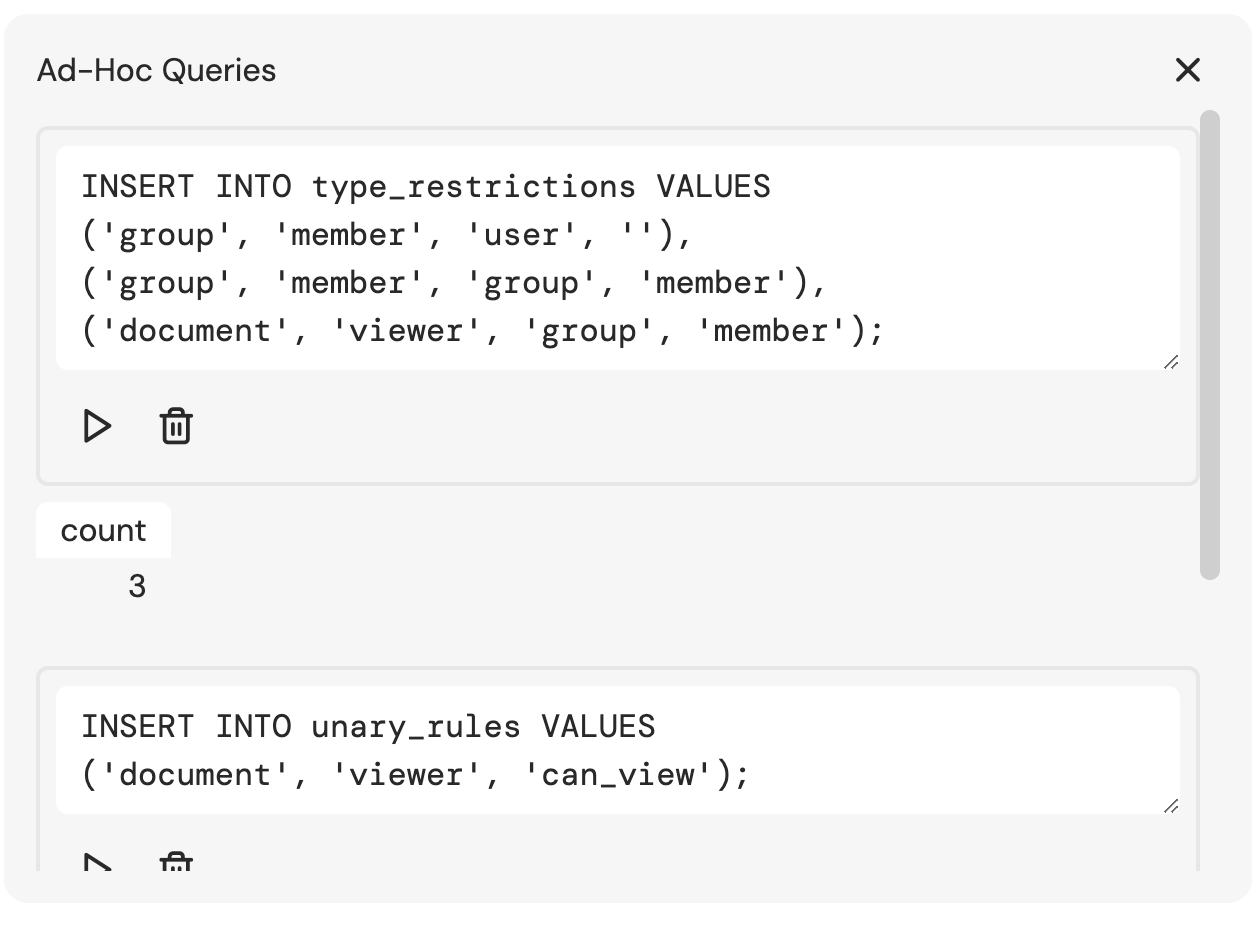 Ad-Hoc Queries
INSERT INTO type_restrictions VALUES
('group', 'member', 'user', ''),
('group', 'member', 'group', 'member'),
('document', 'viewer', 'group', 'member');
count
3
INSERT INTO unary_rules VALUES
('document', 'viewer', 'can_view');